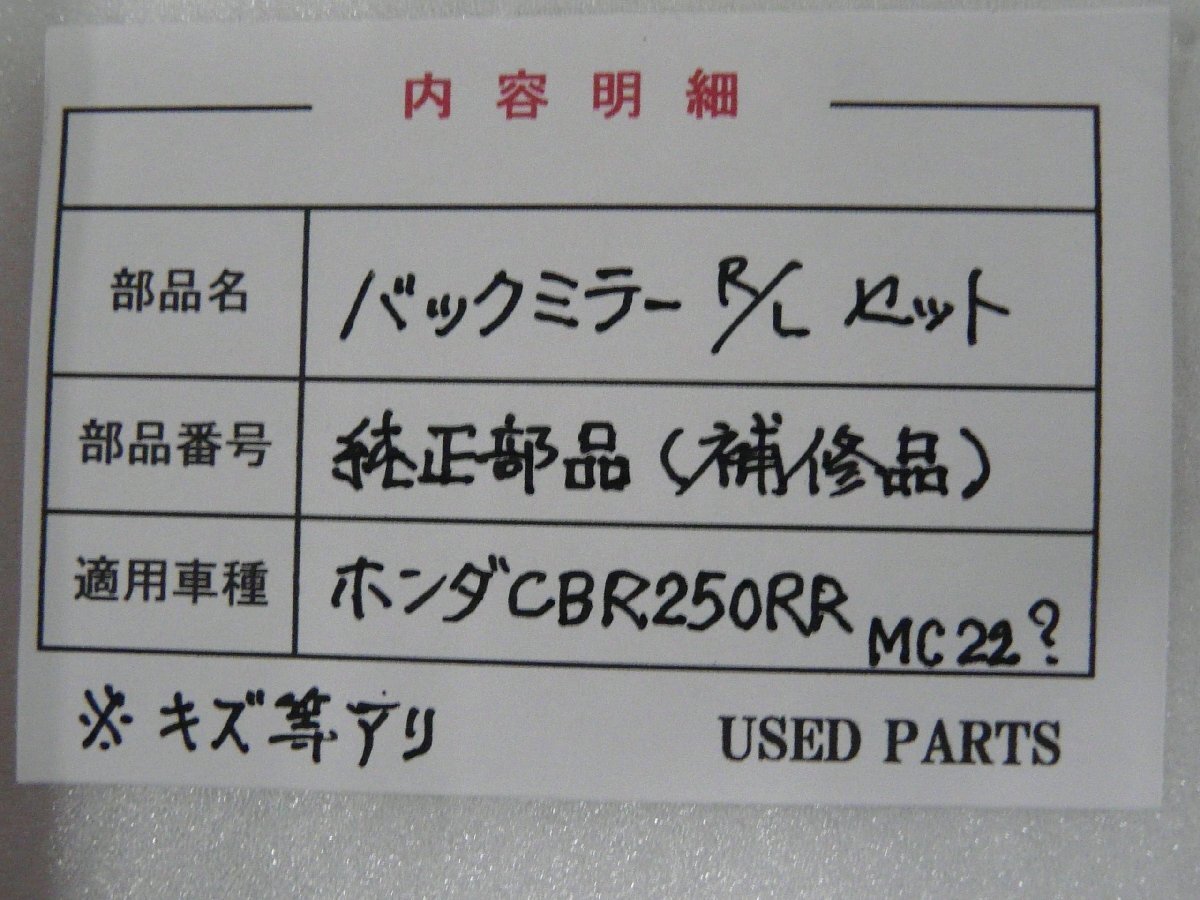 内容明細
部品名 バックミラー R/L セット
部品番号 純正部品(補修品)
適用車種 ホンダCBR250RR MC22?
※キズ等アリ USED PARTS